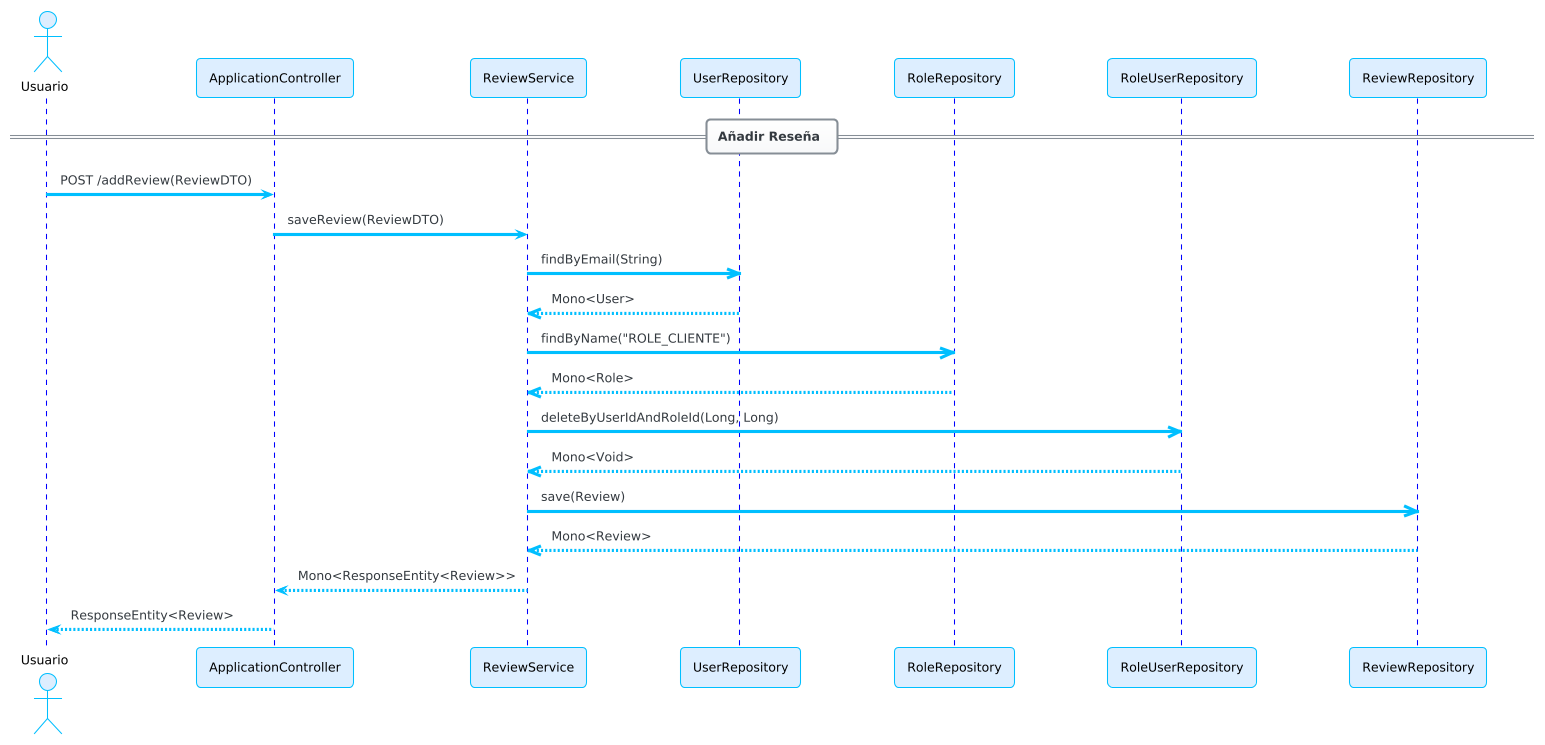 Usuario
ApplicationController
ReviewService
UserRepository
RoleRepository
RoleUserRepository
ReviewRepository
Añadir Reseña
POST /addReview(ReviewDTO)
saveReview(ReviewDTO)
findByEmail(String)
Mono<User>
findByName("ROLE_CLIENTE")
Mono<Role>
deleteByUserIdAndRoleId(Long, Long)
Mono<Void>
save(Review)
Mono<Review>
Mono<ResponseEntity<Review>>
ResponseEntity<Review>
Usuario
ApplicationController
ReviewService
UserRepository
RoleRepository
RoleUserRepository
ReviewRepository